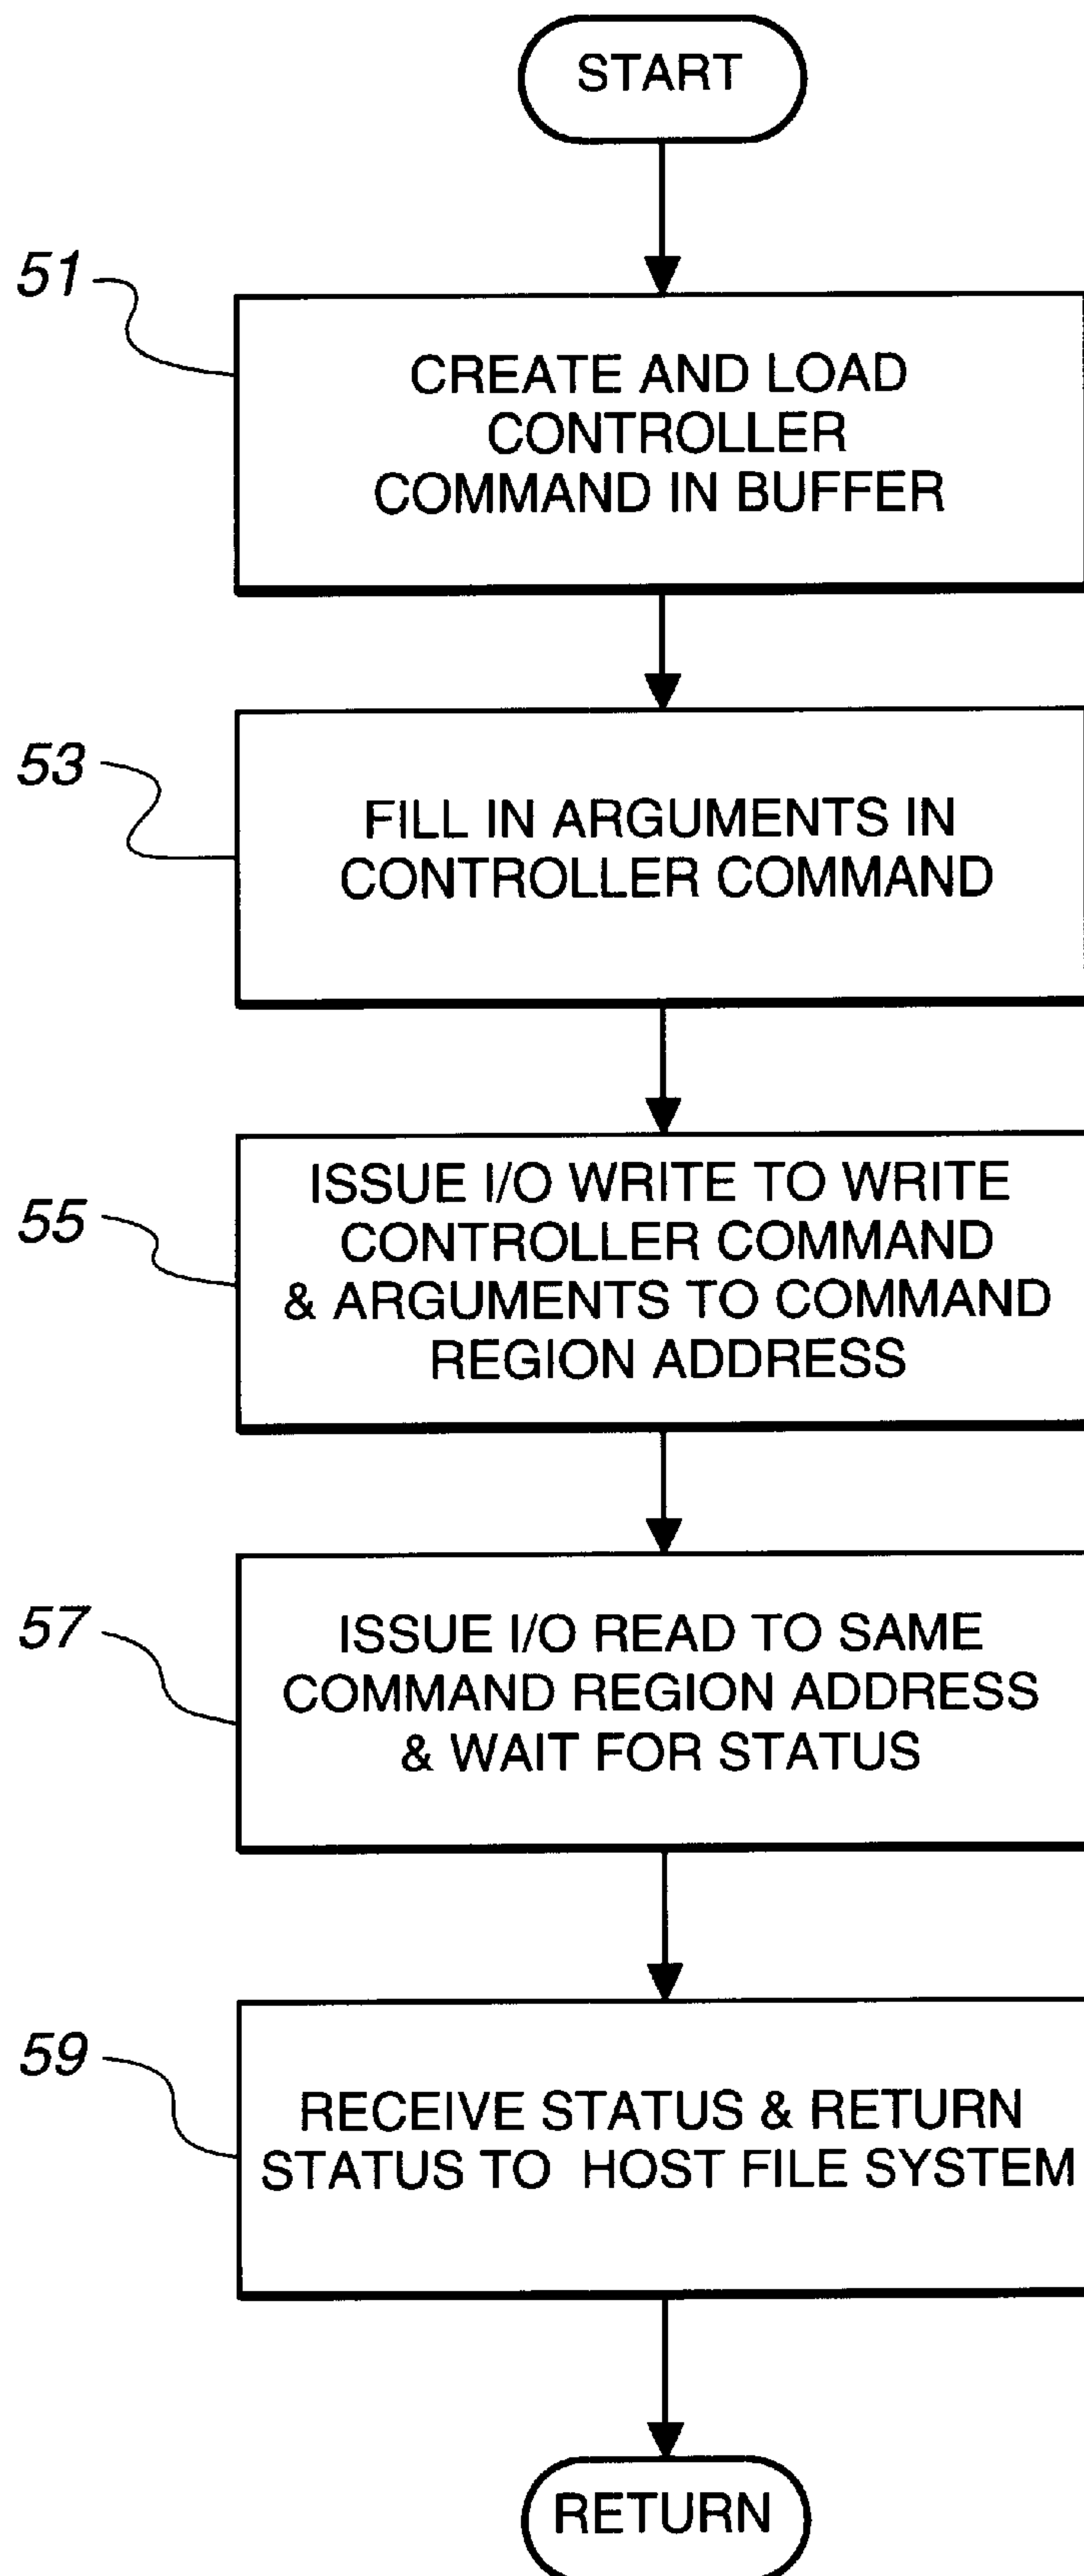 START
51
CREATE AND LOAD
CONTROLLER
COMMAND IN BUFFER
53
FILL IN ARGUMENTS IN
CONTROLLER COMMAND
55
ISSUE I/O WRITE TO WRITE
CONTROLLER COMMAND
& ARGUMENTS TO COMMAND
REGION ADDRESS
57
ISSUE I/O READ TO SAME
COMMAND REGION ADDRESS
& WAIT FOR STATUS
59
RECEIVE STATUS & RETURN
STATUS TO HOST FILE SYSTEM
RETURN